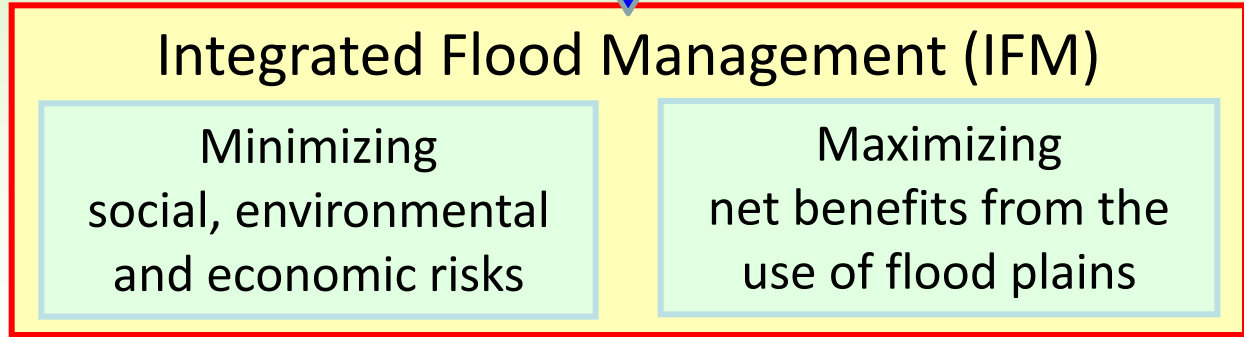 Integrated Flood Management (IFM)
Minimizing
social, environmental
and economic risks
Maximizing
net benefits from the
use of flood plains